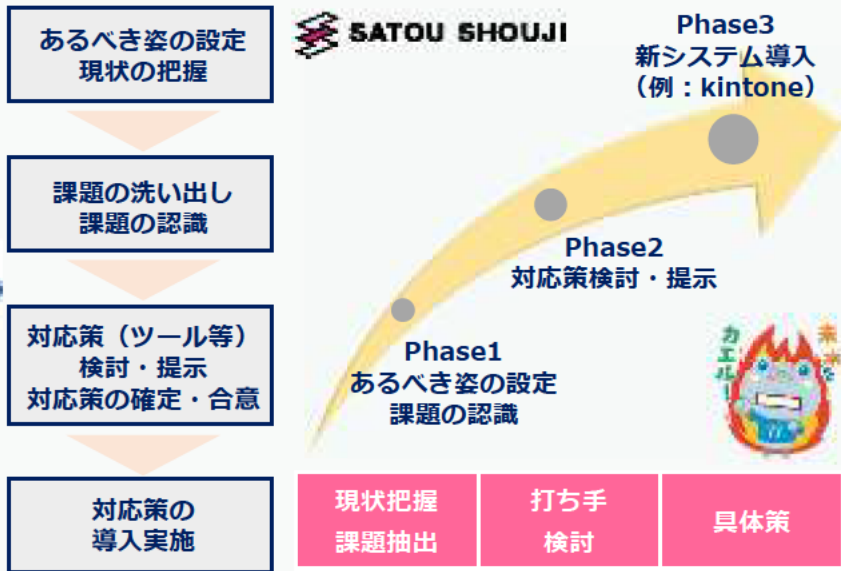 あるべき姿の設定
現状の把握
課題の洗い出し
課題の認識
対応策（ツール等）
検討・提示
対応策の確定・合意
対応策の
導入実施
SATOU SHOUJI
Phase3
新システム導入
（例：kintone）
Phase2
対応策検討・提示
Phase1
あるべき姿の設定
課題の認識
未来を
カエル！
現状把握
課題抽出
打ち手
検討
具体策